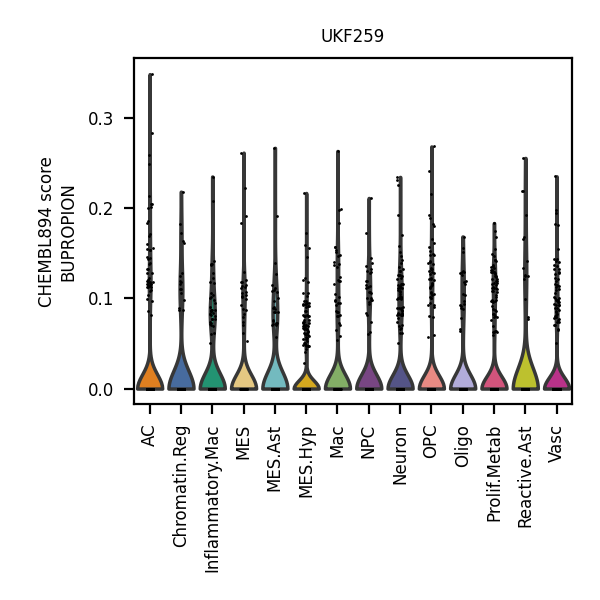 UKF259
CHEMBL894 score
BUPROPION
0.3
0.2
0.1
0.0
AC
Chromatin.Reg
Inflammatory.Mac
MES
MES.Ast
MES.Hyp
Mac
NPC
Neuron
OPC
Oligo
Prolif.Metab
Reactive.Ast
Vasc